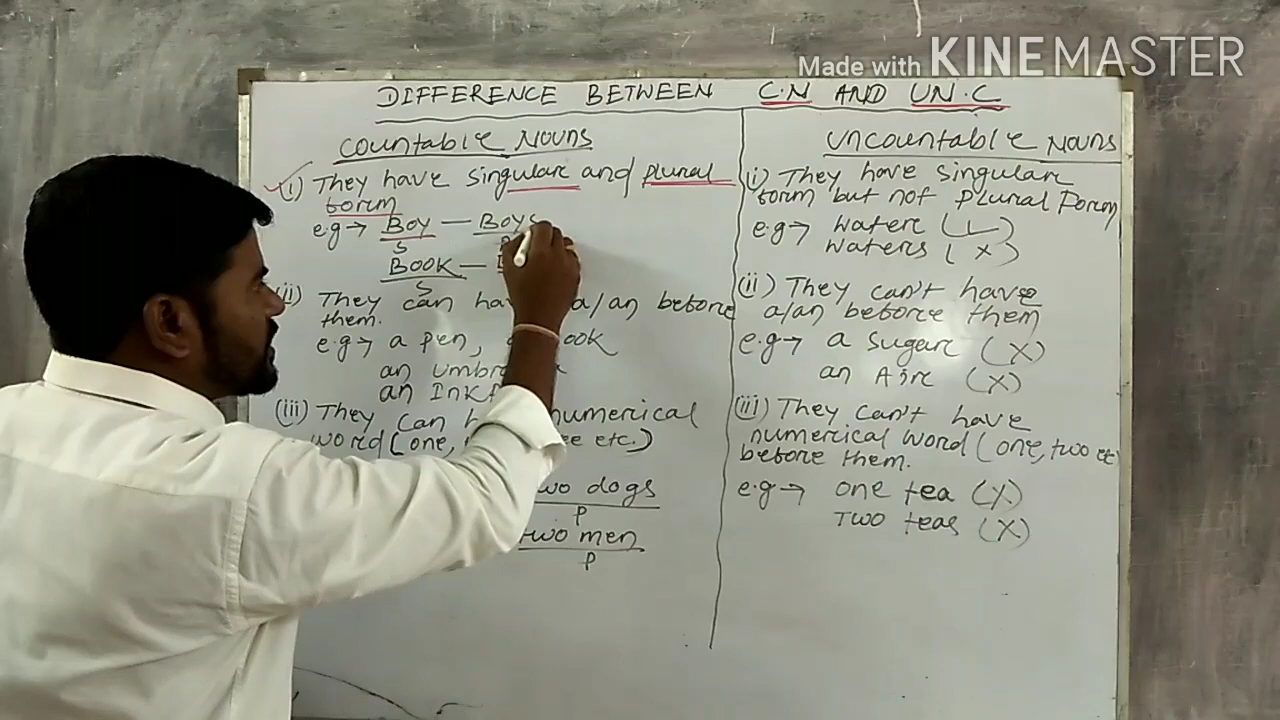 Made with KINEMASTER
DIFFERENCE BETWEEN C.N AND UN.C
COUNTABLE NOUNS
i) They have singular and plural
form
e.g → BOY — BOYS
S
BOOK —
S
ii) They can a/an before
them.
e.g → a pen,
an
an
(iii) They can numerical
word (one, etc.)
two dogs
P
two men
P
UNCOUNTABLE NOUNS
i) They have singular
form but not plural form
e.g → water (✓)
waters (X)
(ii) They can't have
a/an before them
e.g → a sugar (X)
an Air (X)
(iii) They can't have
numerical word (one, two etc
before them.
e.g → one tea (X)
Two teas (X)